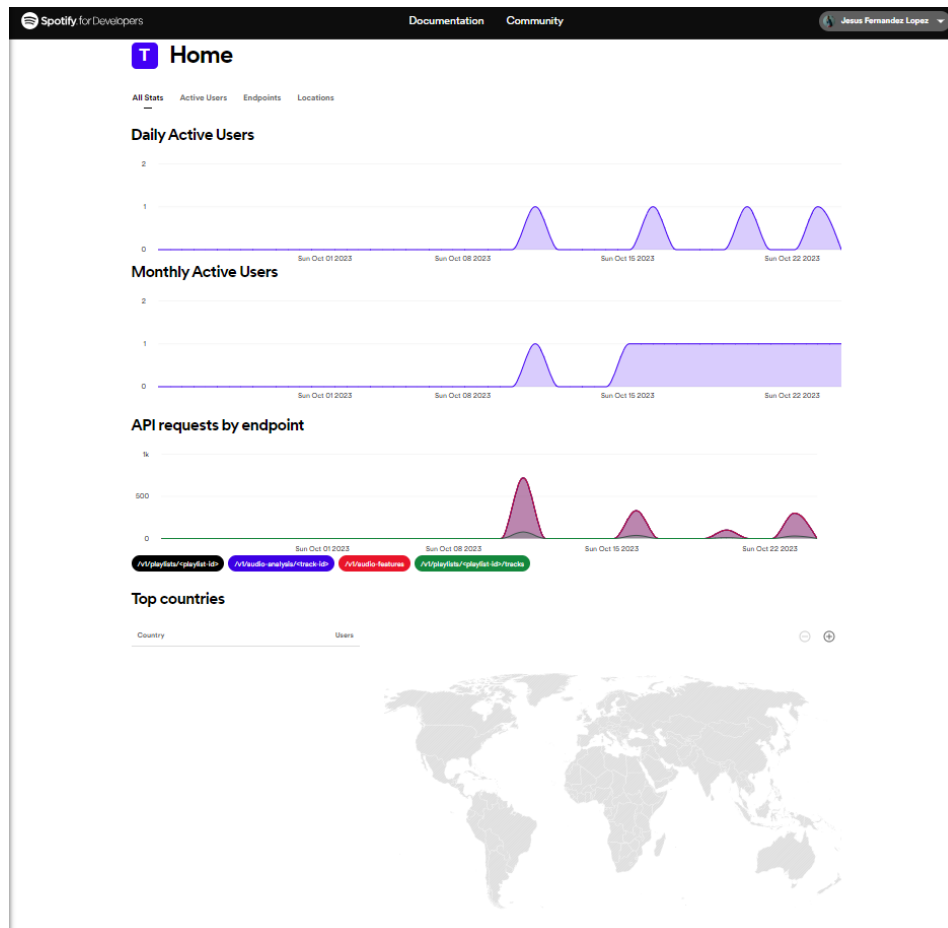 Spotify for Developers Documentation Community Jesus Fernandez Lopez
T Home
All Stats Active Users Endpoints Locations
Daily Active Users
2
1
0
Sun Oct 01 2023 Sun Oct 08 2023 Sun Oct 15 2023 Sun Oct 22 2023
Monthly Active Users
2
1
0
Sun Oct 01 2023 Sun Oct 08 2023 Sun Oct 15 2023 Sun Oct 22 2023
API requests by endpoint
1k
500
0
Sun Oct 01 2023 Sun Oct 08 2023 Sun Oct 15 2023 Sun Oct 22 2023
/v1/playlists/<playlist-id> /v1/audio-analysis/<track-id> /v1/audio-features /v1/playlists/<playlist-id>/tracks
Top countries
Country Users